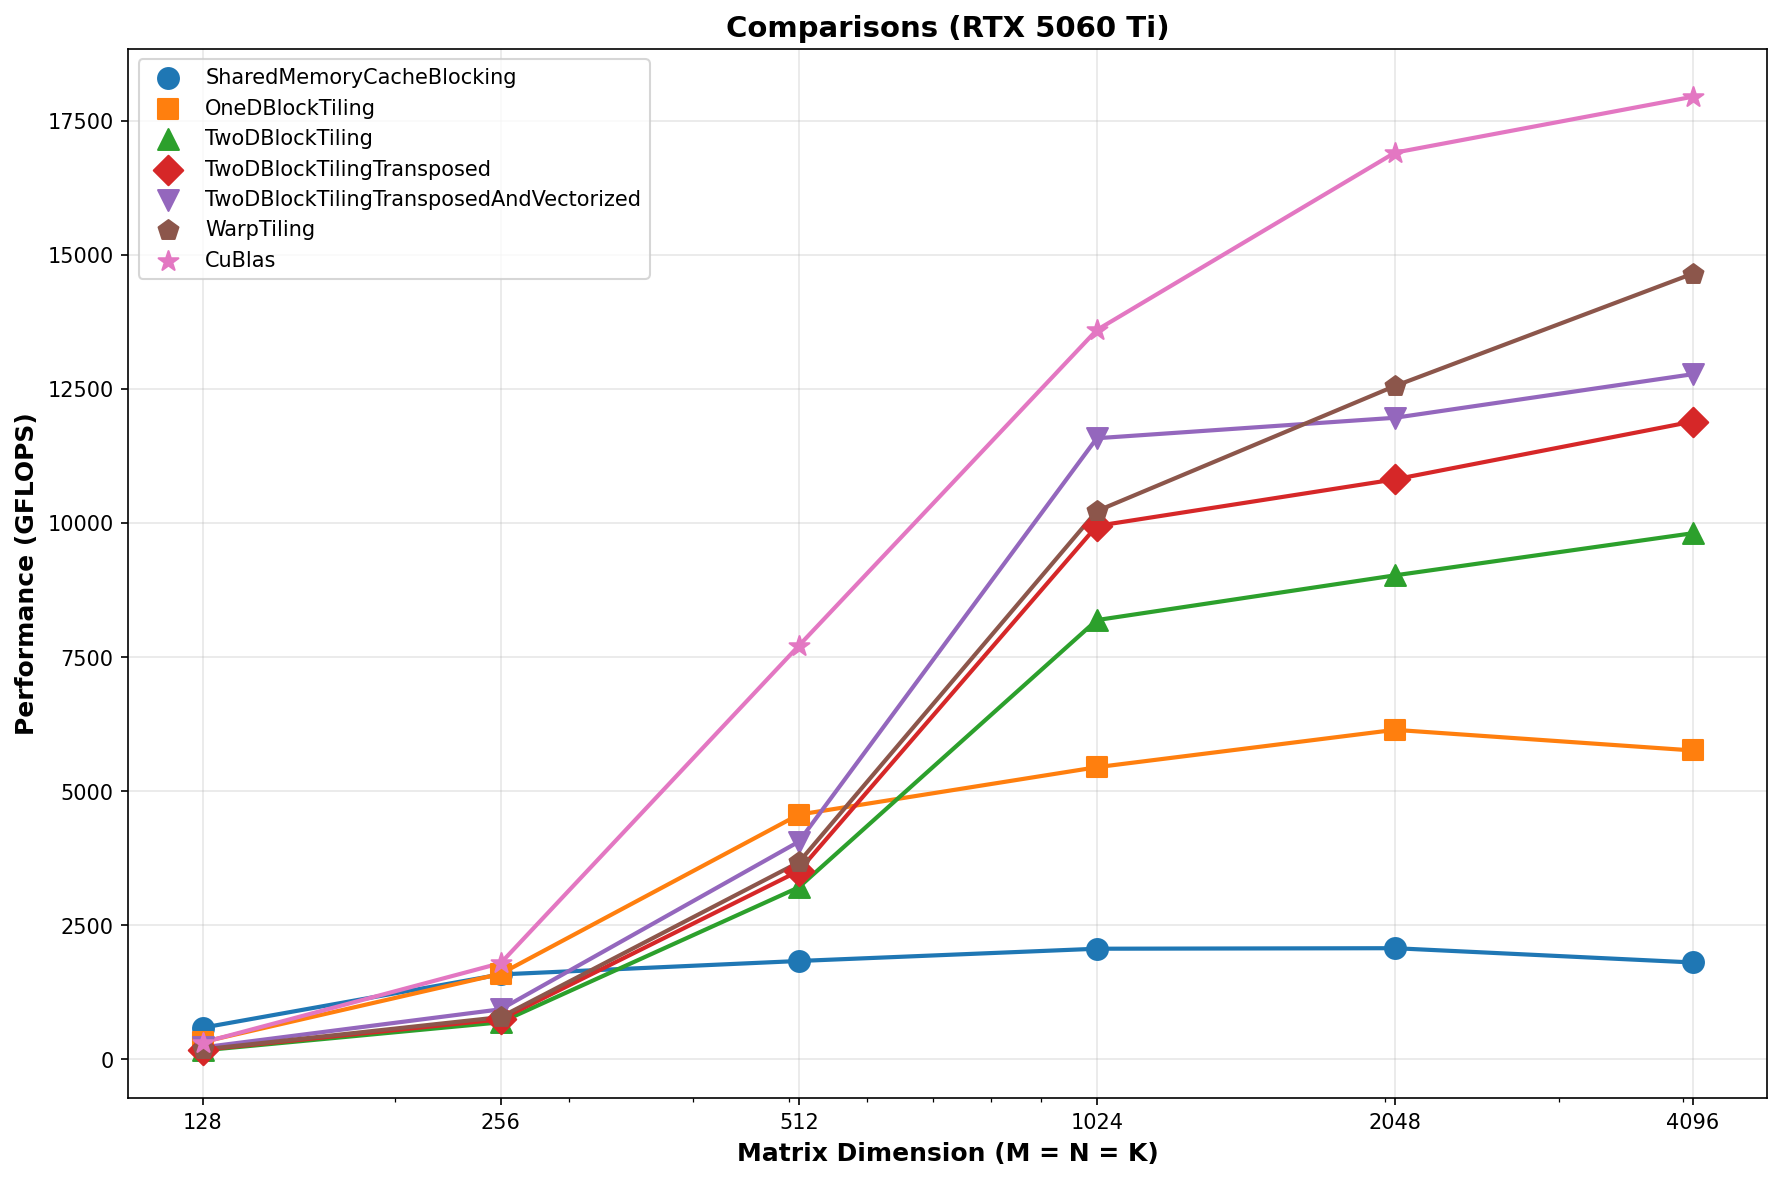 Comparisons (RTX 5060 Ti)
SharedMemoryCacheBlocking
OneDBlockTiling
TwoDBlockTiling
TwoDBlockTilingTransposed
TwoDBlockTilingTransposedAndVectorized
WarpTiling
CuBlas
Performance (GFLOPS)
17500
15000
12500
10000
7500
5000
2500
0
128 256 512 1024 2048 4096
Matrix Dimension (M = N = K)